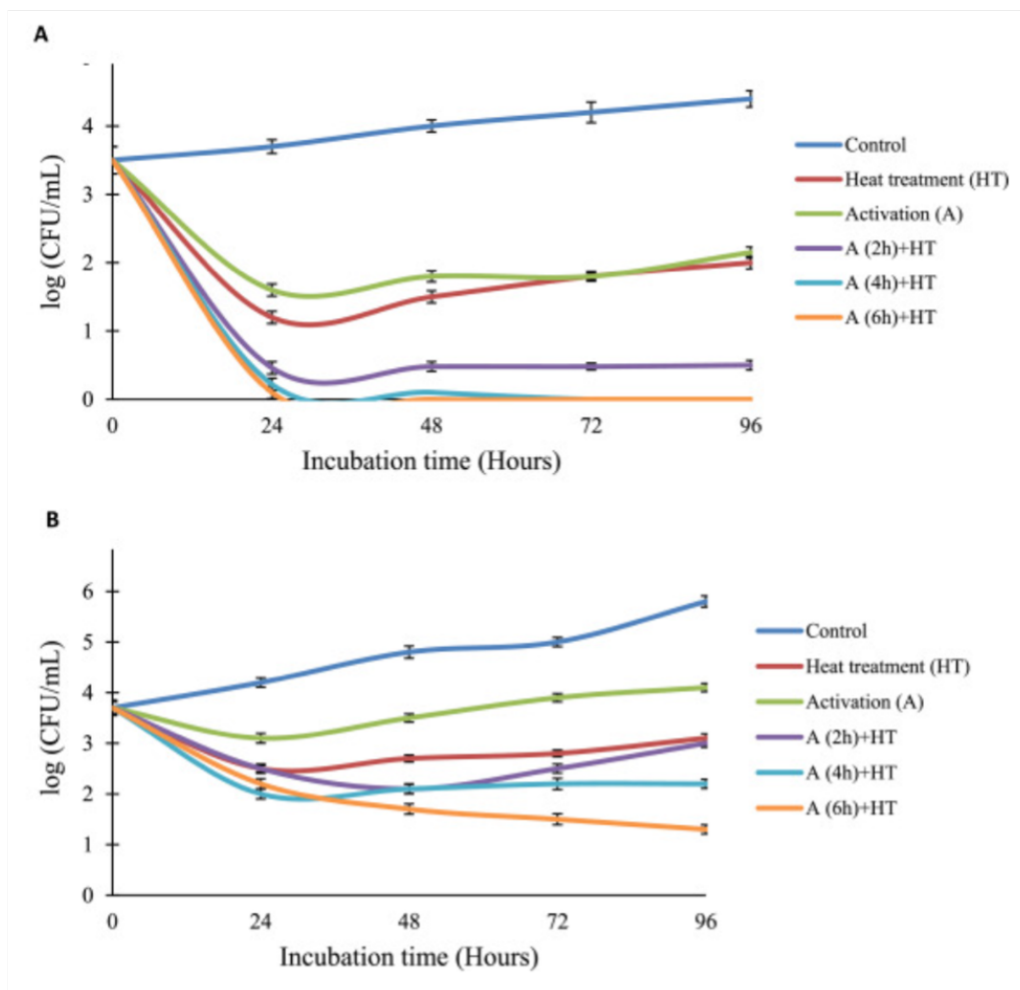 A
-
4
3
2
1
0
log (CFU/mL)
0 24 48 72 96
Incubation time (Hours)
Control
Heat treatment (HT)
Activation (A)
A (2h)+HT
A (4h)+HT
A (6h)+HT
B
6
5
4
3
2
1
0
log (CFU/mL)
0 24 48 72 96
Incubation time (Hours)
Control
Heat treatment (HT)
Activation (A)
A (2h)+HT
A (4h)+HT
A (6h)+HT